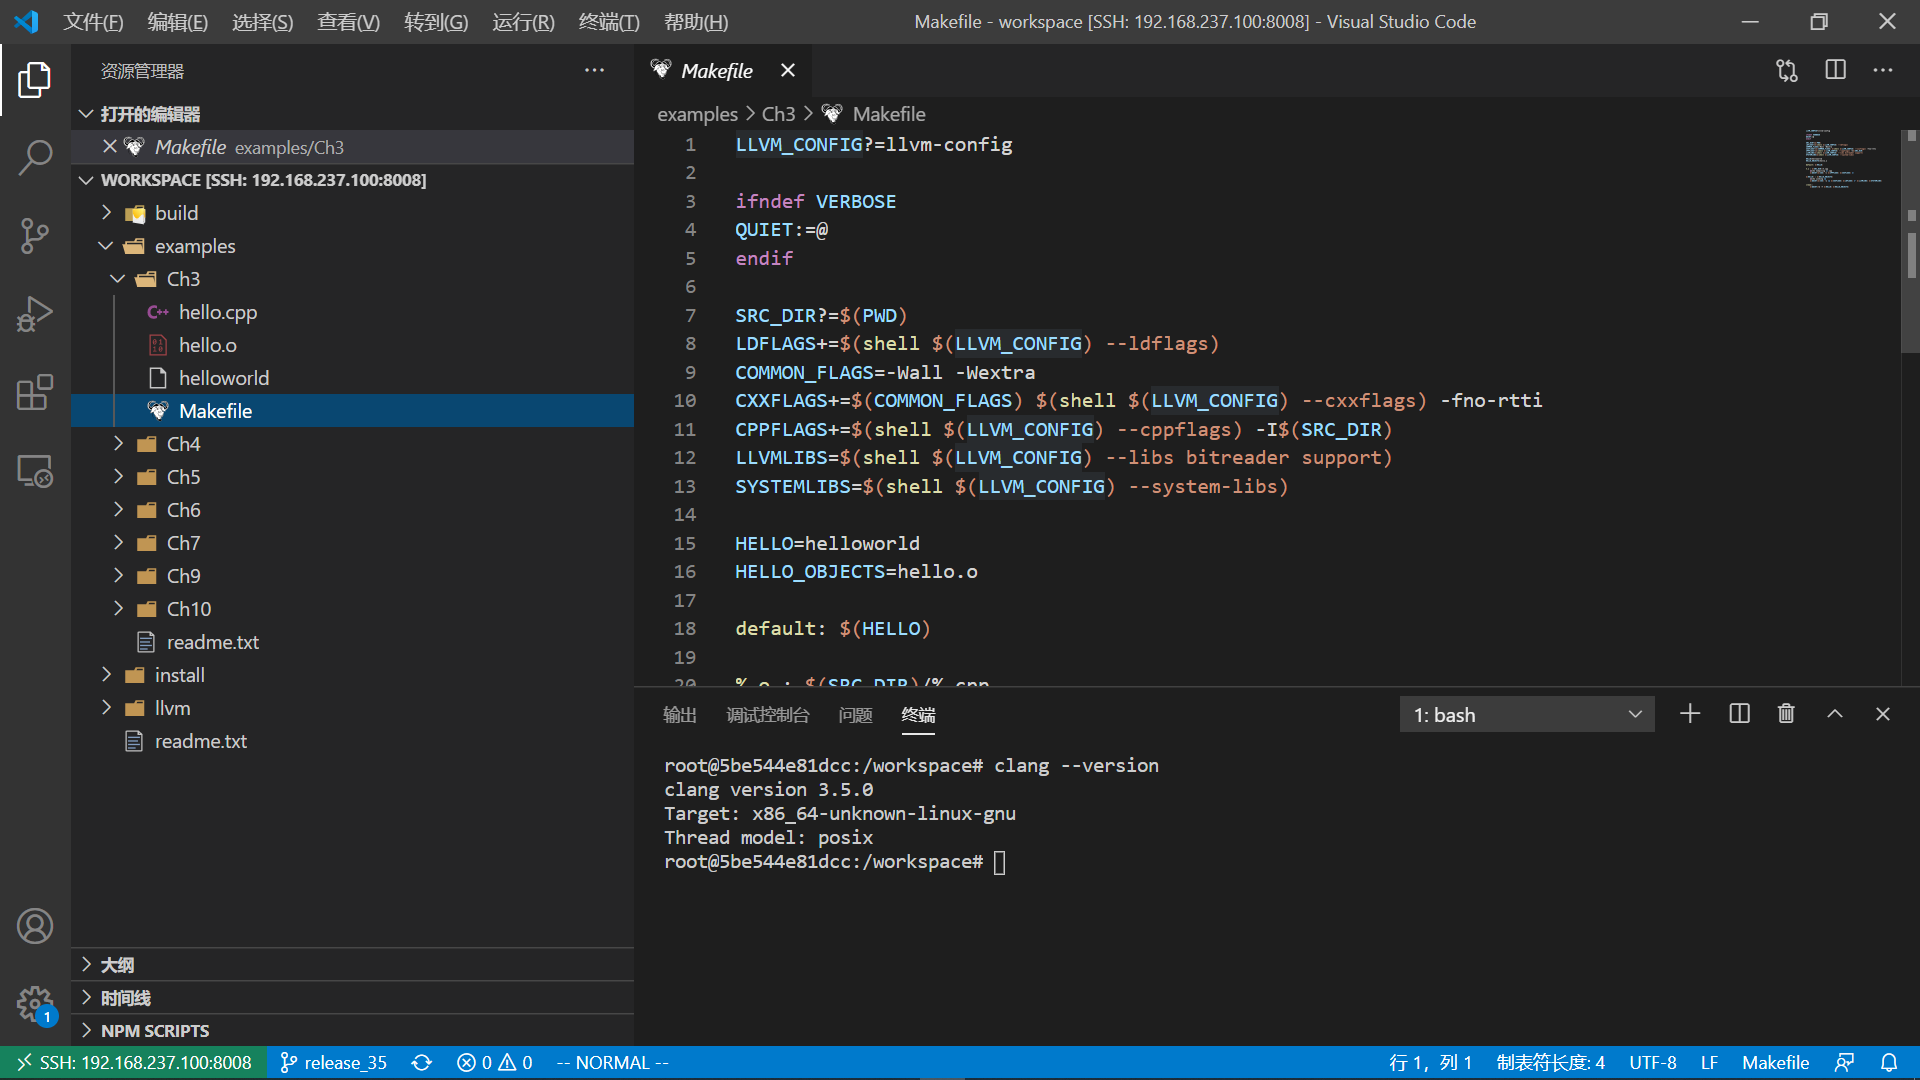 文件(F) 编辑(E) 选择(S) 查看(V) 转到(G) 运行(R) 终端(T) 帮助(H)
Makefile - workspace [SSH: 192.168.237.100:8008] - Visual Studio Code
资源管理器
打开的编辑器
Makefile examples/Ch3
WORKSPACE [SSH: 192.168.237.100:8008]
build
examples
Ch3
hello.cpp
hello.o
helloworld
Makefile
Ch4
Ch5
Ch6
Ch7
Ch9
Ch10
readme.txt
install
llvm
readme.txt
大纲
时间线
NPM SCRIPTS
1
Makefile
examples > Ch3 > Makefile
1 LLVM_CONFIG?=llvm-config
2
3 ifndef VERBOSE
4 QUIET:=@
5 endif
6
7 SRC_DIR?=$(PWD)
8 LDFLAGS+=$(shell $(LLVM_CONFIG) --ldflags)
9 COMMON_FLAGS=-Wall -Wextra
10 CXXFLAGS+=$(COMMON_FLAGS) $(shell $(LLVM_CONFIG) --cxxflags) -fno-rtti
11 CPPFLAGS+=$(shell $(LLVM_CONFIG) --cppflags) -I$(SRC_DIR)
12 LLVMLIBS=$(shell $(LLVM_CONFIG) --libs bitreader support)
13 SYSTEMLIBS=$(shell $(LLVM_CONFIG) --system-libs)
14
15 HELLO=helloworld
16 HELLO_OBJECTS=hello.o
17
18 default: $(HELLO)
19
20 %.o : $(SRC_DIR)/%.cpp
输出 调试控制台 问题 终端
1: bash
root@5be544e81dcc:/workspace# clang --version
clang version 3.5.0
Target: x86_64-unknown-linux-gnu
Thread model: posix
root@5be544e81dcc:/workspace#
SSH: 192.168.237.100:8008 release_35 0 0 -- NORMAL --
行 1，列 1 制表符长度: 4 UTF-8 LF Makefile